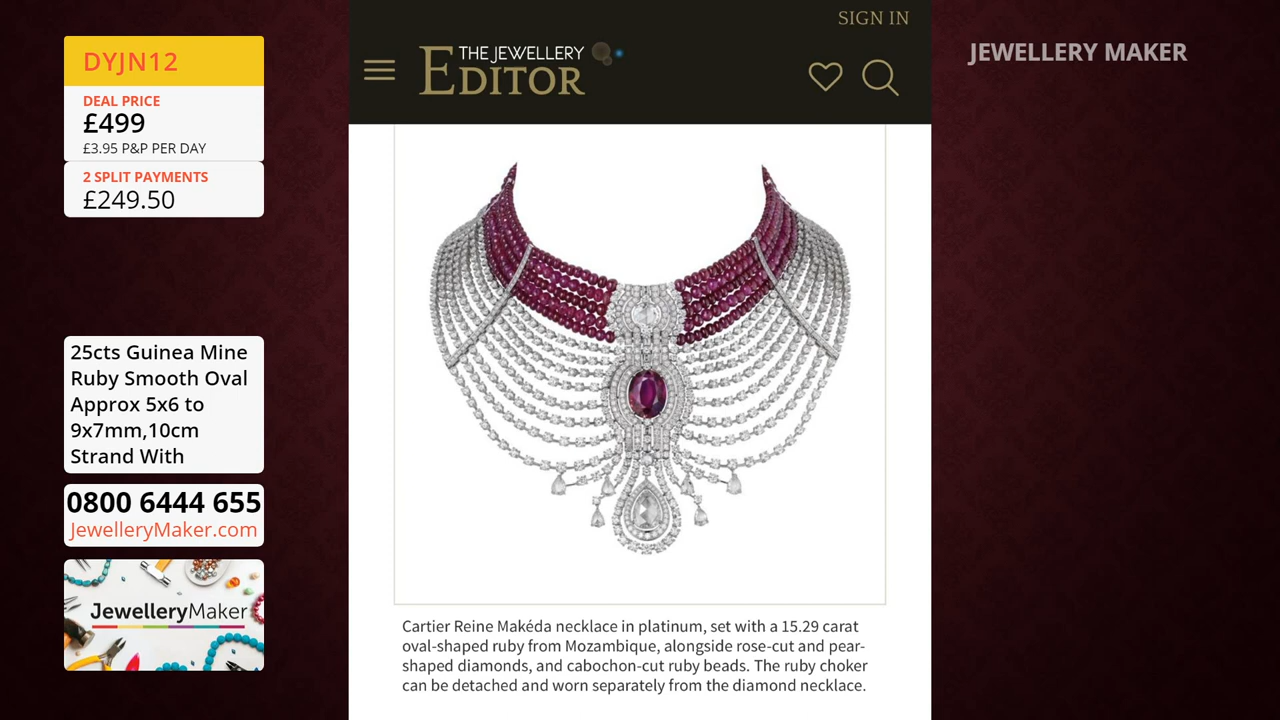 DYJN12
DEAL PRICE
£499
£3.95 P&P PER DAY
2 SPLIT PAYMENTS
£249.50
25cts Guinea Mine
Ruby Smooth Oval
Approx 5x6 to
9x7mm,10cm
Strand With
0800 6444 655
JewelleryMaker.com
JewelleryMaker
SIGN IN
THE JEWELLERY
EDITOR
Cartier Reine Makéda necklace in platinum, set with a 15.29 carat
oval-shaped ruby from Mozambique, alongside rose-cut and pear-
shaped diamonds, and cabochon-cut ruby beads. The ruby choker
can be detached and worn separately from the diamond necklace.
JEWELLERY MAKER